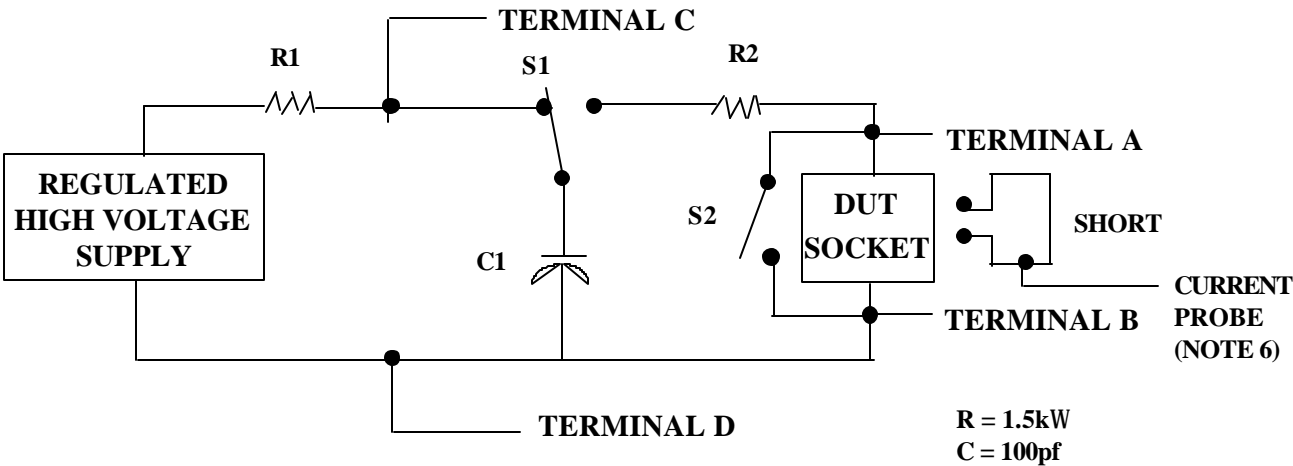 TERMINAL C
R1
S1
R2
TERMINAL A
REGULATED
HIGH VOLTAGE
SUPPLY
S2
DUT
SOCKET
SHORT
C1
CURRENT
PROBE
(NOTE 6)
TERMINAL B
TERMINAL D
R = 1.5kW
C = 100pf